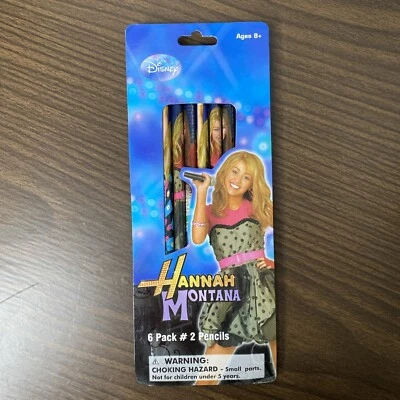 Ages 8+
Disney
HANNAH
MONTANA
6 Pack # 2 Pencils
⚠ WARNING:
CHOKING HAZARD - Small parts.
Not for children under 5 years.